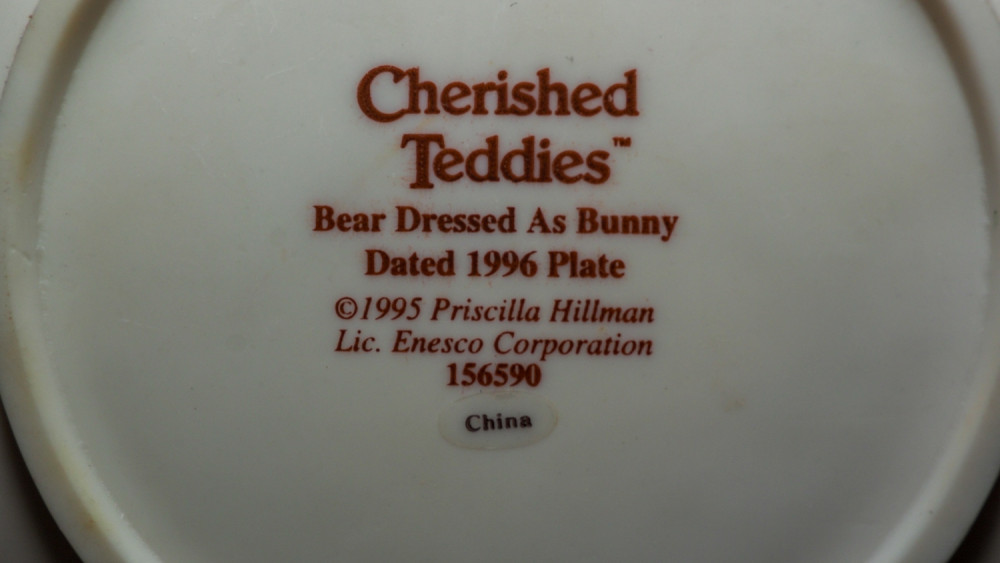 Cherished
Teddies™
Bear Dressed As Bunny
Dated 1996 Plate
©1995 Priscilla Hillman
Lic. Enesco Corporation
156590
China